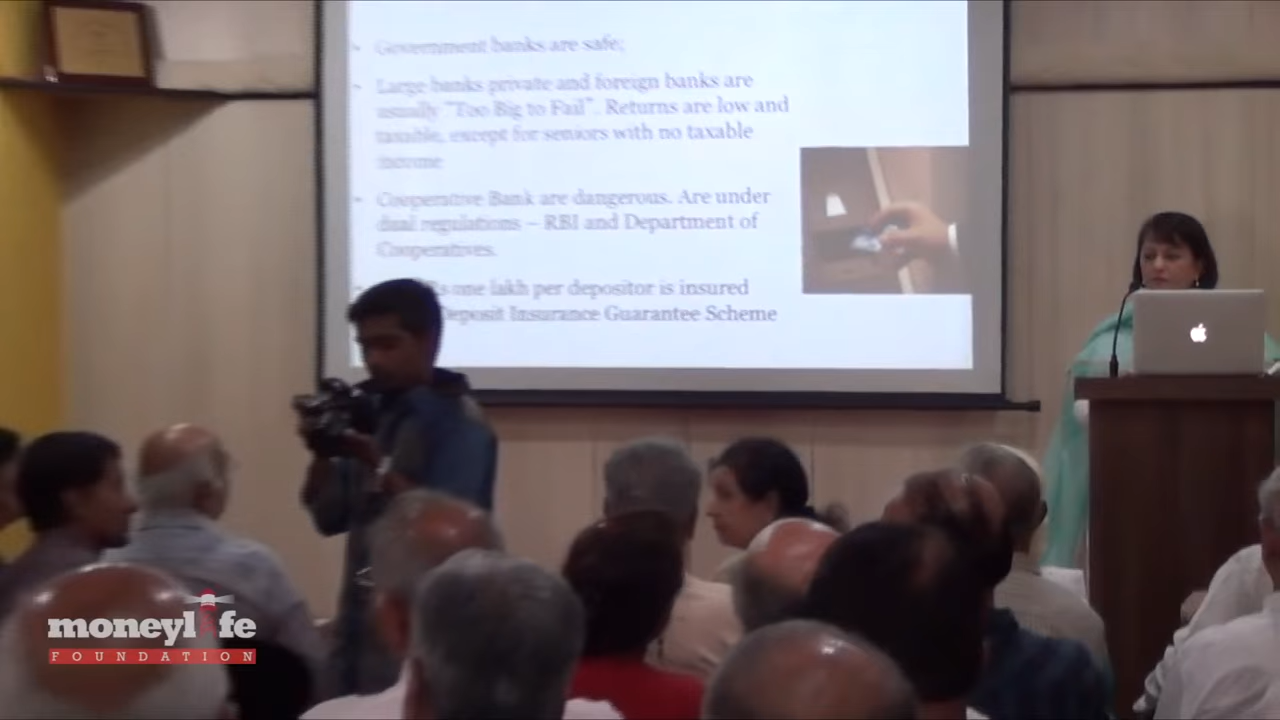 Government banks are safe;
Large banks private and foreign banks are
usually "Too Big to Fail". Returns are low and
taxable, except for seniors with no taxable
income
Cooperative Bank are dangerous. Are under
dual regulations – RBI and Department of
Cooperatives.
one lakh per depositor is insured
Deposit Insurance Guarantee Scheme
moneylife
FOUNDATION